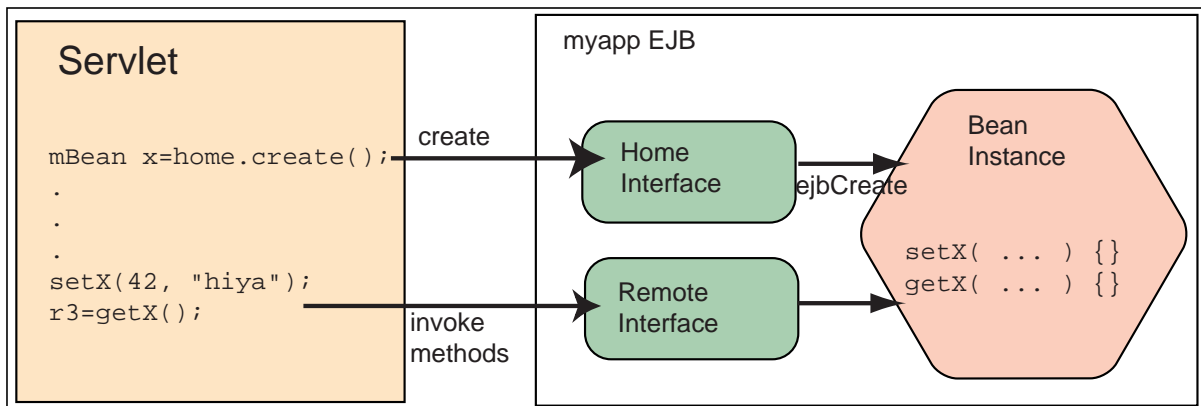 Servlet
mBean x=home.create();
.
.
.
setX(42, "hiya");
r3=getX();
create
invoke
methods
myapp EJB
Home
Interface
ejbCreate
Remote
Interface
Bean
Instance
setX( ... ) {}
getX( ... ) {}